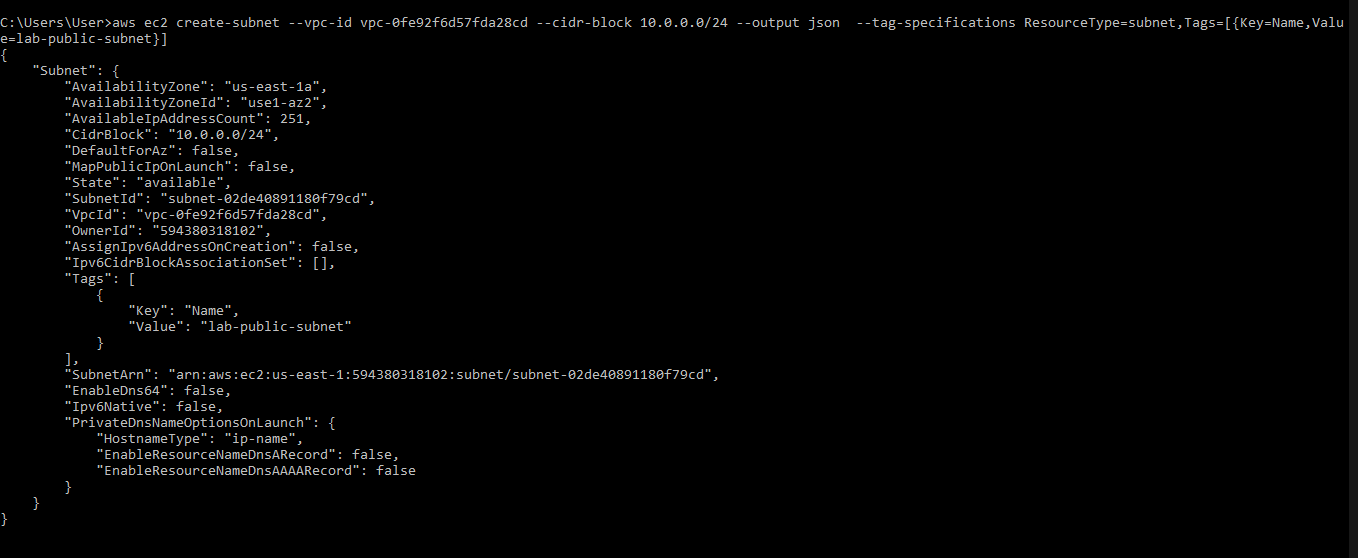 C:\Users\User>aws ec2 create-subnet --vpc-id vpc-0fe92f6d57fda28cd --cidr-block 10.0.0.0/24 --output json  --tag-specifications ResourceType=subnet,Tags=[{Key=Name,Valu
e=lab-public-subnet}]
{
    "Subnet": {
        "AvailabilityZone": "us-east-1a",
        "AvailabilityZoneId": "use1-az2",
        "AvailableIpAddressCount": 251,
        "CidrBlock": "10.0.0.0/24",
        "DefaultForAz": false,
        "MapPublicIpOnLaunch": false,
        "State": "available",
        "SubnetId": "subnet-02de40891180f79cd",
        "VpcId": "vpc-0fe92f6d57fda28cd",
        "OwnerId": "594380318102",
        "AssignIpv6AddressOnCreation": false,
        "Ipv6CidrBlockAssociationSet": [],
        "Tags": [
            {
                "Key": "Name",
                "Value": "lab-public-subnet"
            }
        ],
        "SubnetArn": "arn:aws:ec2:us-east-1:594380318102:subnet/subnet-02de40891180f79cd",
        "EnableDns64": false,
        "Ipv6Native": false,
        "PrivateDnsNameOptionsOnLaunch": {
            "HostnameType": "ip-name",
            "EnableResourceNameDnsARecord": false,
            "EnableResourceNameDnsAAAARecord": false
        }
    }
}